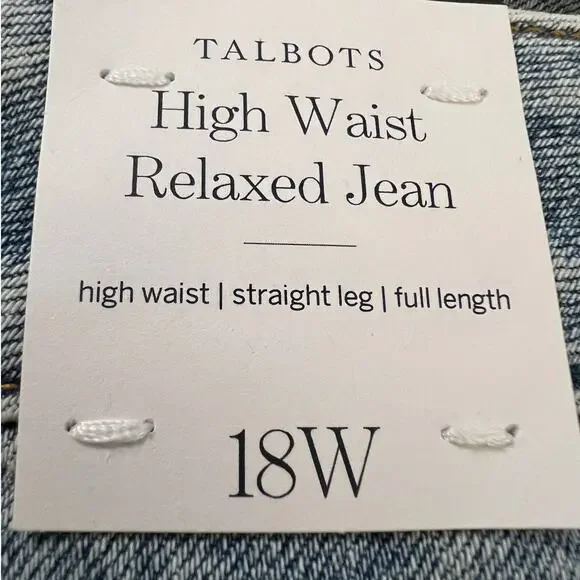 TALBOTS
High Waist
Relaxed Jean
high waist | straight leg | full length
18W